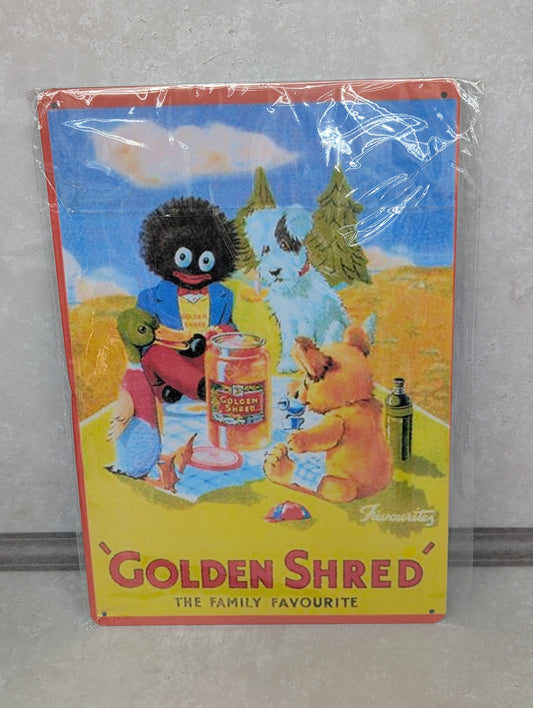 GOLDEN
SHRED
GOLDEN
SHRED
Favourites
'GOLDEN SHRED'
THE FAMILY FAVOURITE